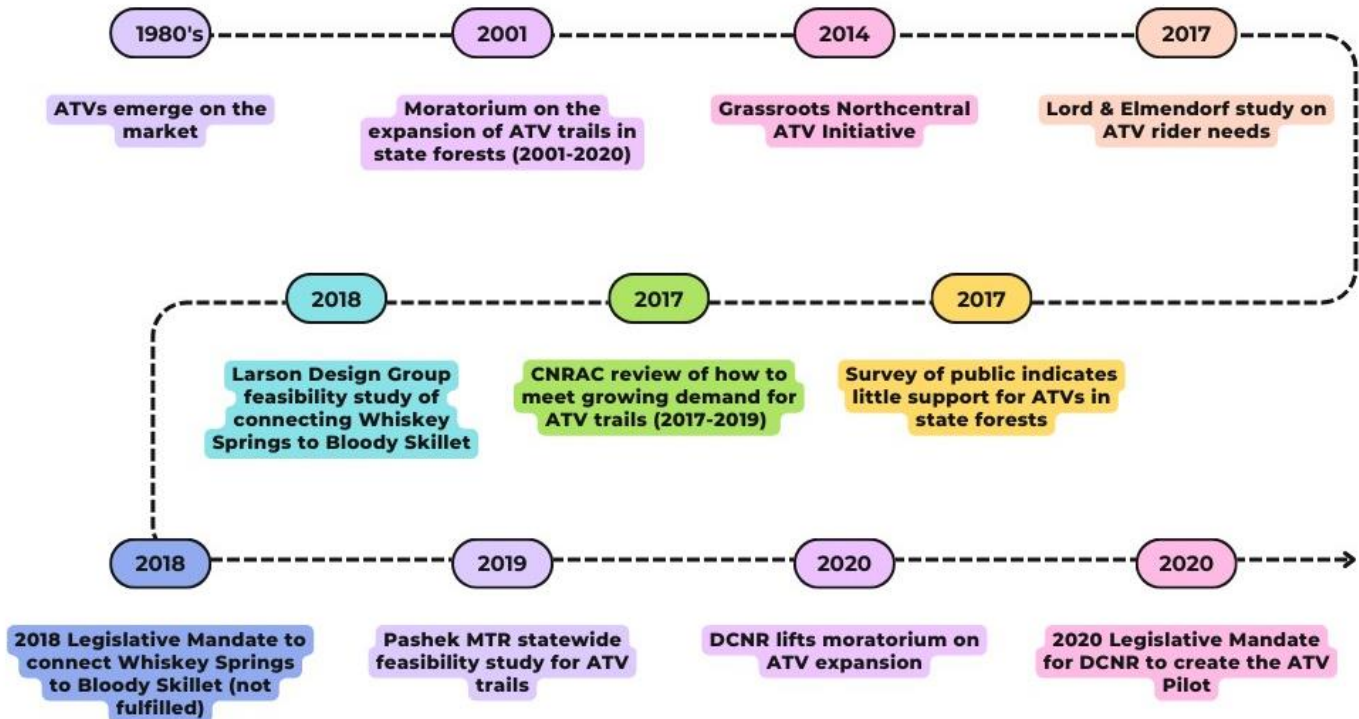 1980's
2001
2014
2017
ATVs emerge on the
market
Moratorium on the
expansion of ATV trails in
state forests (2001-2020)
Grassroots Northcentral
ATV Initiative
Lord & Elmendorf study on
ATV rider needs
2018
2017
2017
Larson Design Group
feasibility study of
connecting Whiskey
Springs to Bloody Skillet
CNRAC review of how to
meet growing demand for
ATV trails (2017-2019)
Survey of public indicates
little support for ATVs in
state forests
2018
2019
2020
2020
2018 Legislative Mandate to
connect Whiskey Springs
to Bloody Skillet (not
fulfilled)
Pashek MTR statewide
feasibility study for ATV
trails
DCNR lifts moratorium on
ATV expansion
2020 Legislative Mandate
for DCNR to create the ATV
Pilot